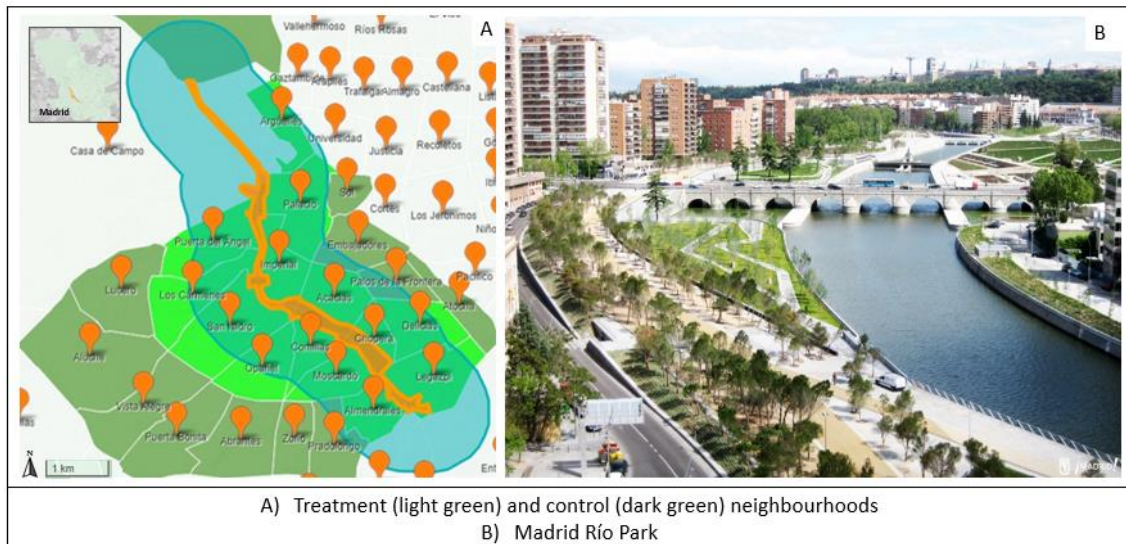 A
B
Vallehermoso
Ríos Rosas
Gaztambide
Arapiles
Trafalgar
Almagro
Castellana
Madrid
Argüelles
Universidad
Justicia
Recoletos
Casa de Campo
Palacio
Sol
Cortes
Los Jerónimos
Puerta del Angel
Embajadores
Imperial
Pacífico
Palos de la Frontera
Lucero
Los Cármenes
Acacias
Atocha
San Isidro
Delicias
Chopera
Comillas
Aluche
Opañel
Moscardó
Legazpi
Vista Alegre
Almendrales
Puerta Bonita
Abrantes
Zofío
Pradolongo
N
1 km
¡MADRID!
A) Treatment (light green) and control (dark green) neighbourhoods
B) Madrid Río Park